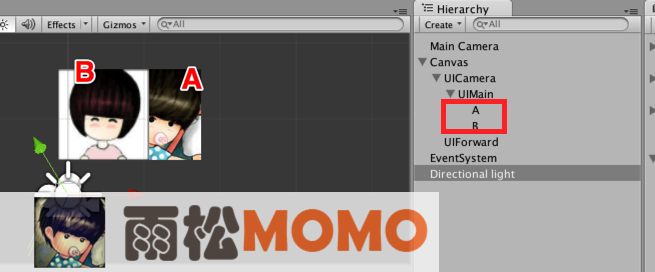 Effects
Gizmos
All
Hierarchy
Create
All
B
A
Main Camera
Canvas
UICamera
UIMain
A
B
UIForward
EventSystem
Directional light
雨松MOMO